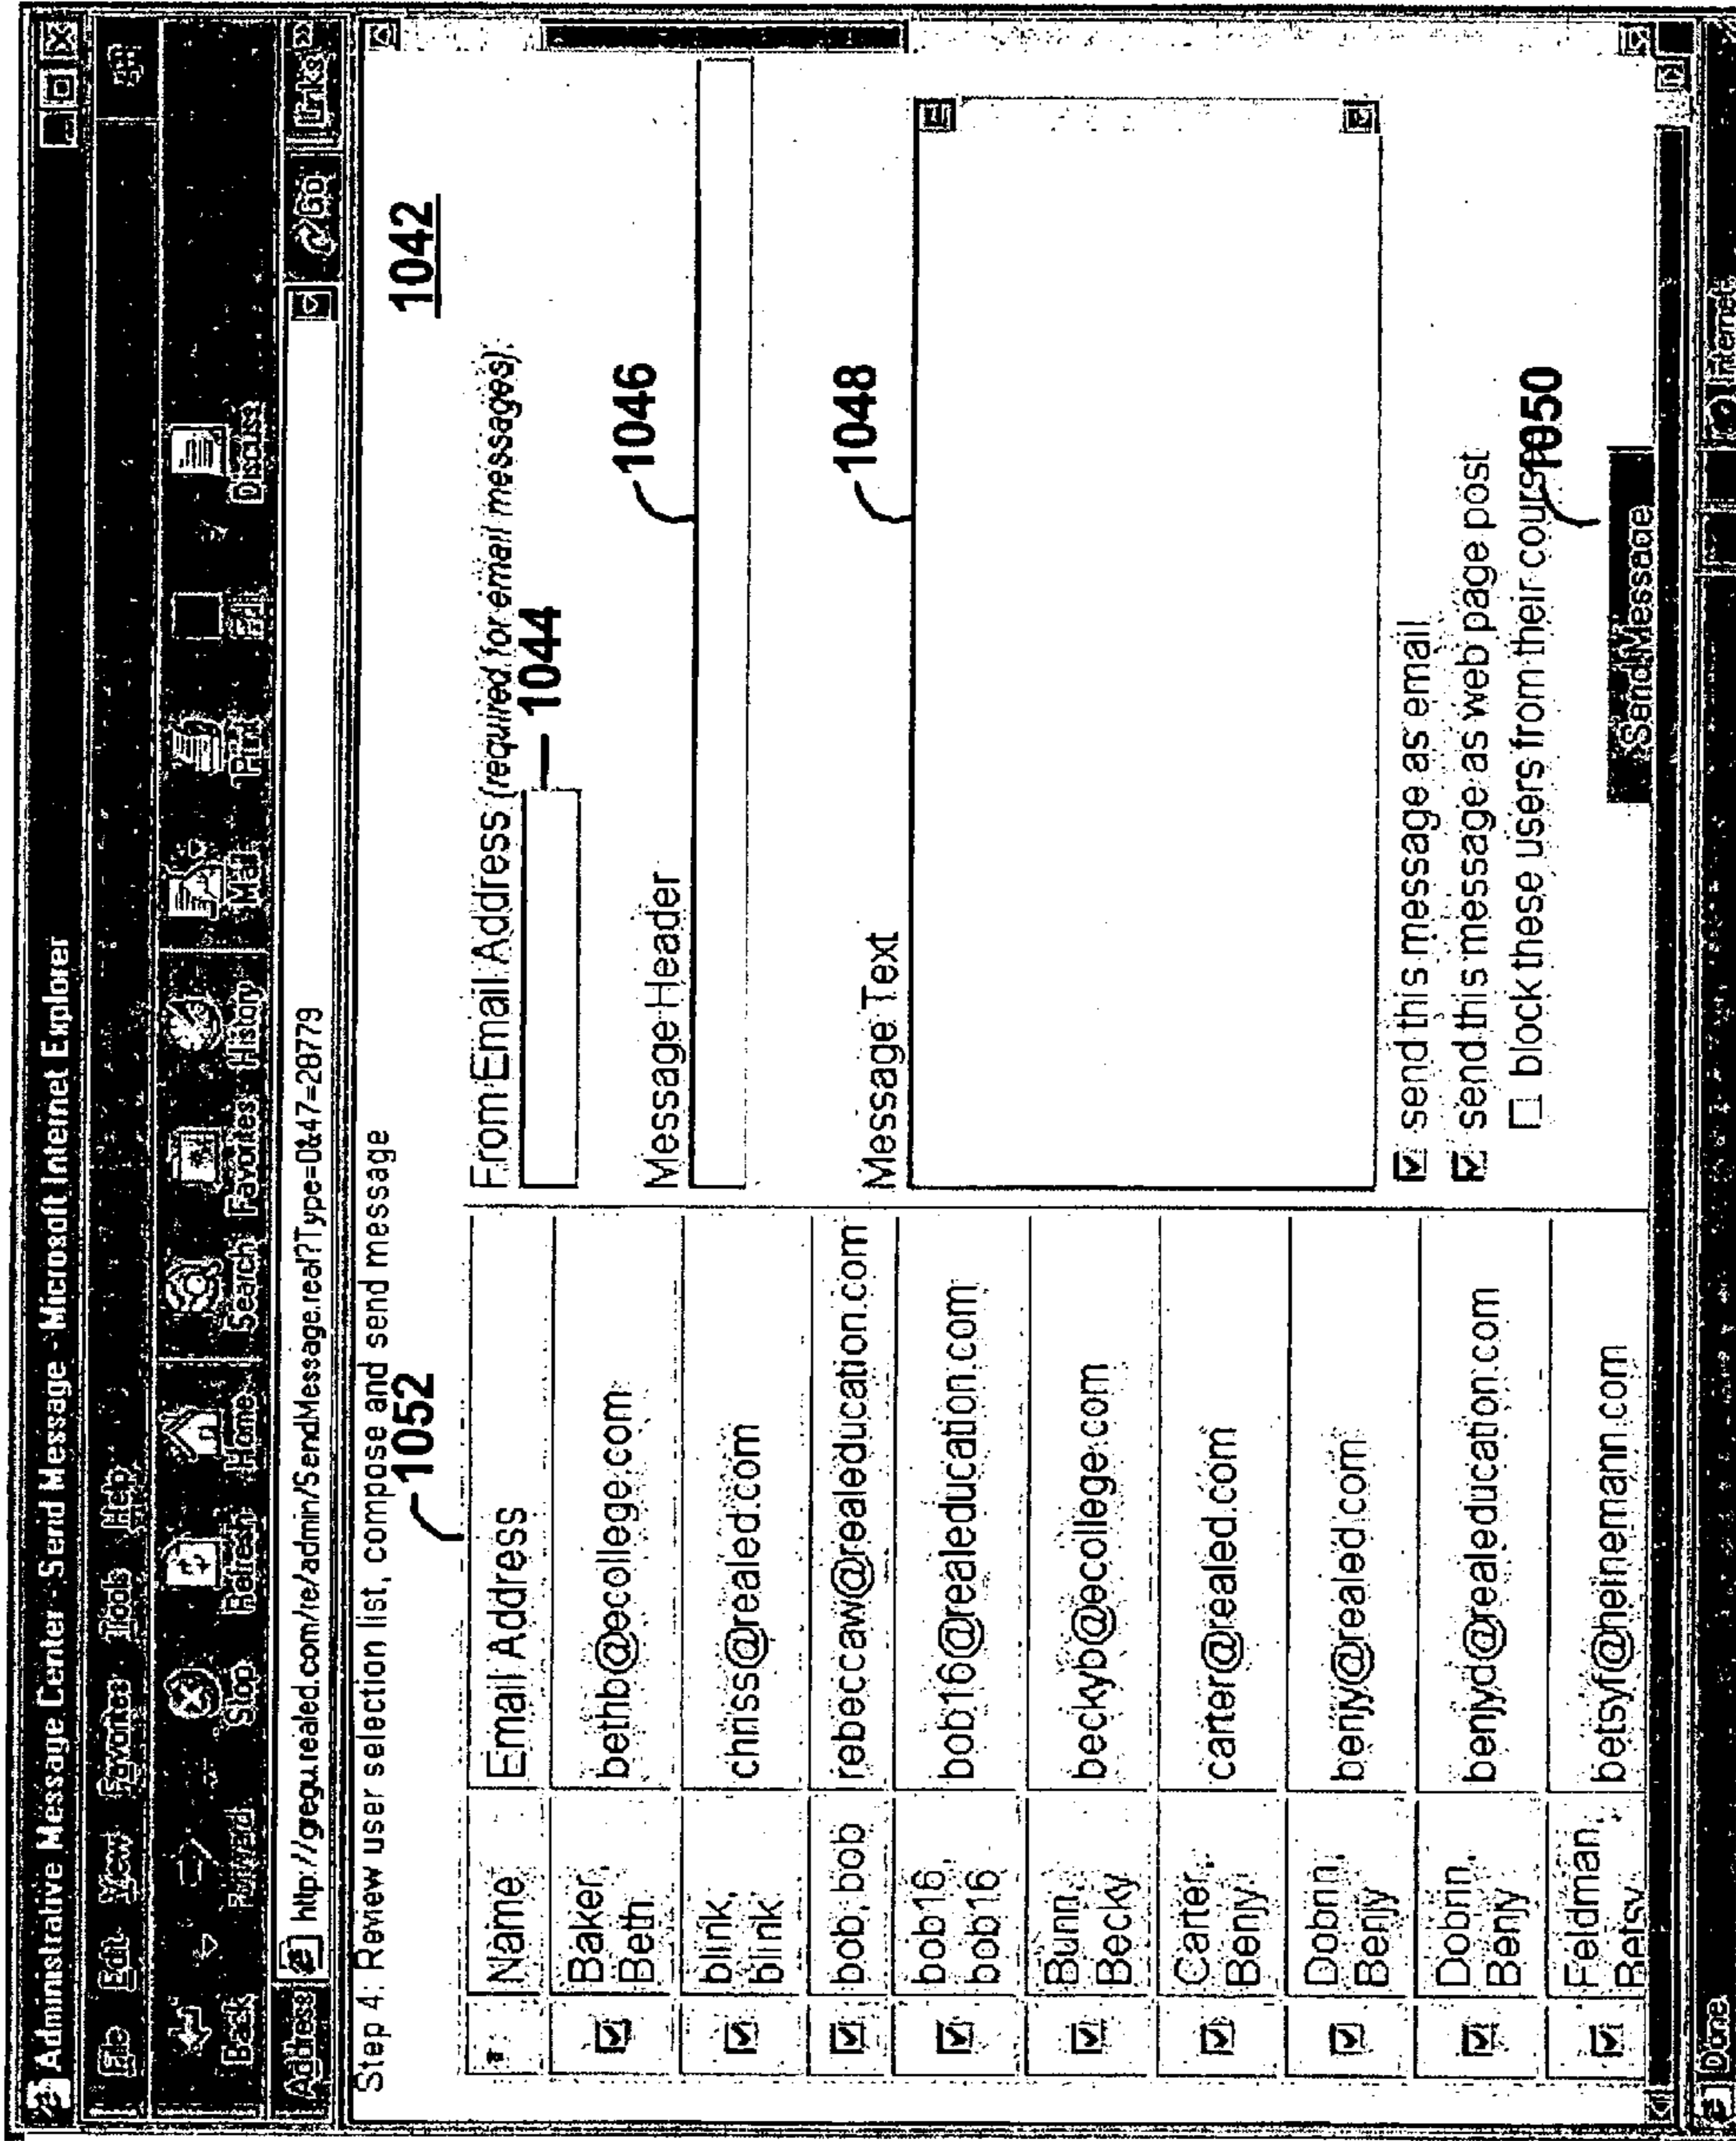 Administrative Message Center - Send Message - Microsoft Internet Explorer
File Edit View Favorites Tools Help
Back Forward Stop Refresh Home Search Favorites History Mail Print Edit Discuss
Address http://gregu.realed.com/re/admin/SendMessage.real?Type=0&47=28779 Go Links »
Step 4: Review user selection list, compose and send message
1052
1042
Name Email Address
Baker, Beth bethb@ecollege.com
blink, blink chriss@realed.com
bob, bob rebeccaw@realeducation.com
bob16, bob16 bob16@realeducation.com
Bunn, Becky beckyb@ecollege.com
Carter, Benjy carter@realed.com
Dobrin, Benjy benjy@realed.com
Dobrin, Benjy benjyd@realeducation.com
Feldman, Betsy betsyf@heinemann.com
From Email Address (required for email messages):
1044
Message Header
1046
Message Text
1048
send this message as email
send this message as web page post
block these users from their course
1050
Send Message
Done Internet